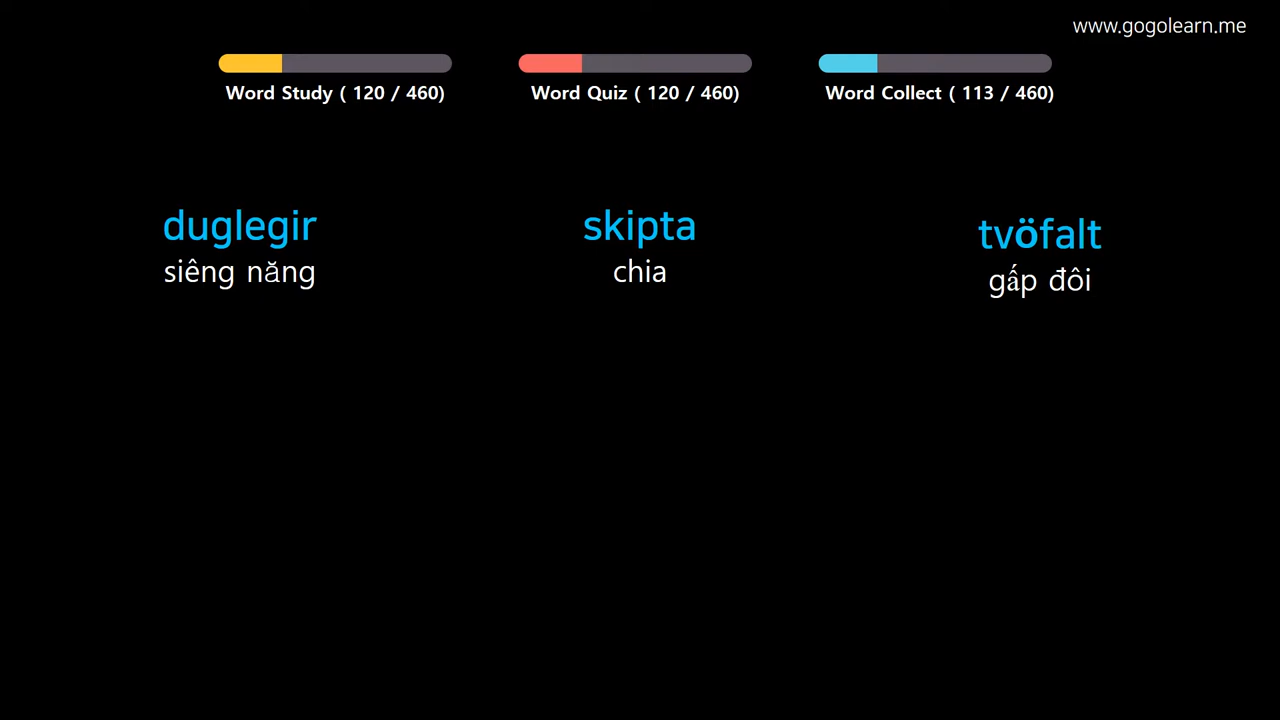 www.gogolearn.me
Word Study ( 120 / 460)
Word Quiz ( 120 / 460)
Word Collect ( 113 / 460)
duglegir
siêng năng
skipta
chia
tvöfalt
gấp đôi